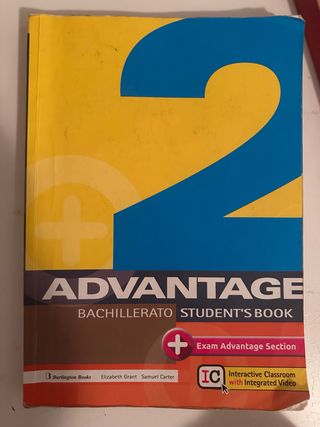 2
ADVANTAGE
BACHILLERATO STUDENT'S BOOK
+ Exam Advantage Section
Burlington Books Elizabeth Grant Samuel Carter
IC Interactive Classroom
with Integrated Video